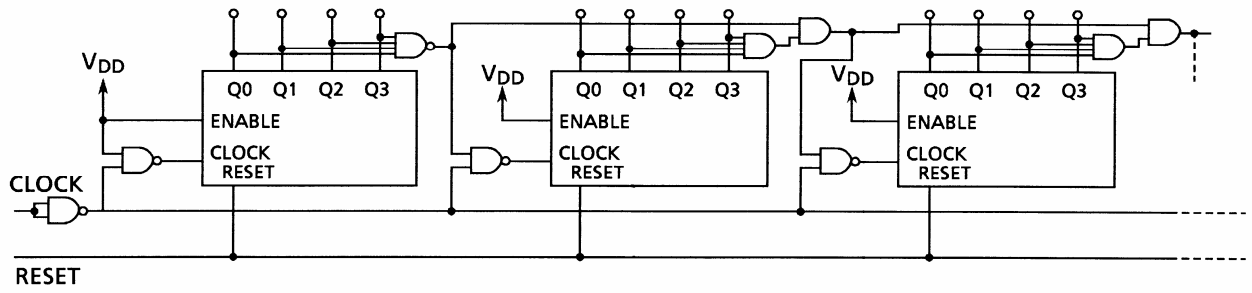 VDD
Q0 Q1 Q2 Q3
ENABLE
CLOCK
RESET
VDD
Q0 Q1 Q2 Q3
ENABLE
CLOCK
RESET
VDD
Q0 Q1 Q2 Q3
ENABLE
CLOCK
RESET
CLOCK
RESET